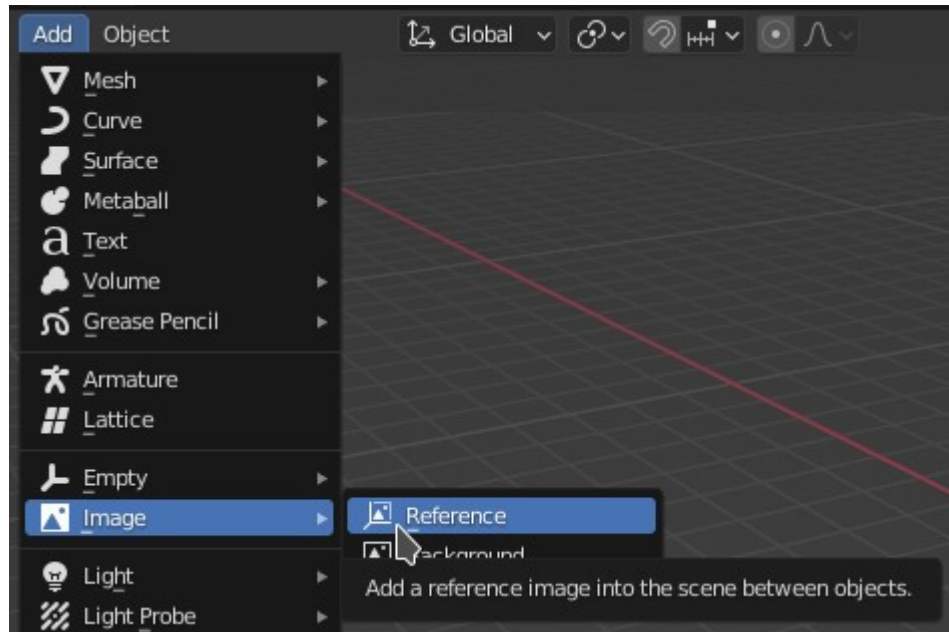 Add Object Global
Mesh
Curve
Surface
Metaball
Text
Volume
Grease Pencil
Armature
Lattice
Empty
Image
Reference
Background
Light
Add a reference image into the scene between objects.
Light Probe